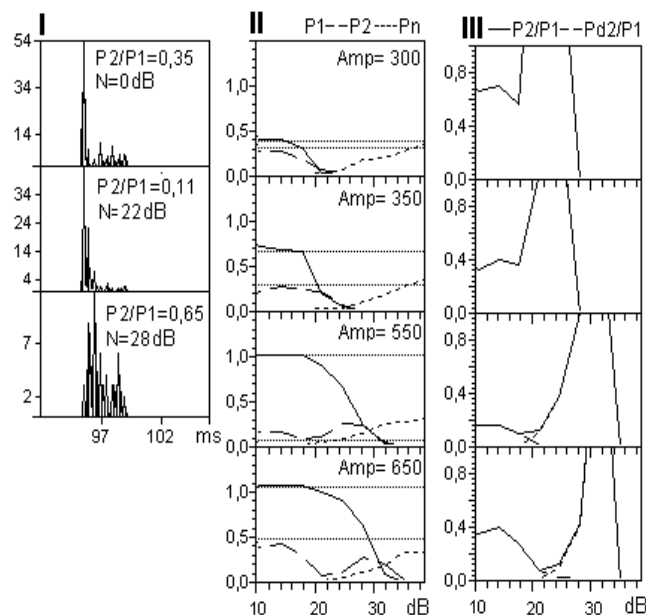 I
54
34
14
P2/P1=0,35
N=0dB
34
24
14
4
P2/P1=0,11
N=22dB
7
2
P2/P1=0,65
N=28dB
97 102 ms
II P1 P2 Pn
Amp= 300
1,0
0,5
0,0
Amp= 350
1,0
0,5
0,0
Amp= 550
1,0
0,5
0,0
Amp= 650
1,0
0,5
0,0
10 20 30 dB
III P2/P1 Pd2/P1
0,8
0,4
0,0
0,8
0,4
0,0
0,8
0,4
0,0
0,8
0,4
0,0
10 20 30 dB